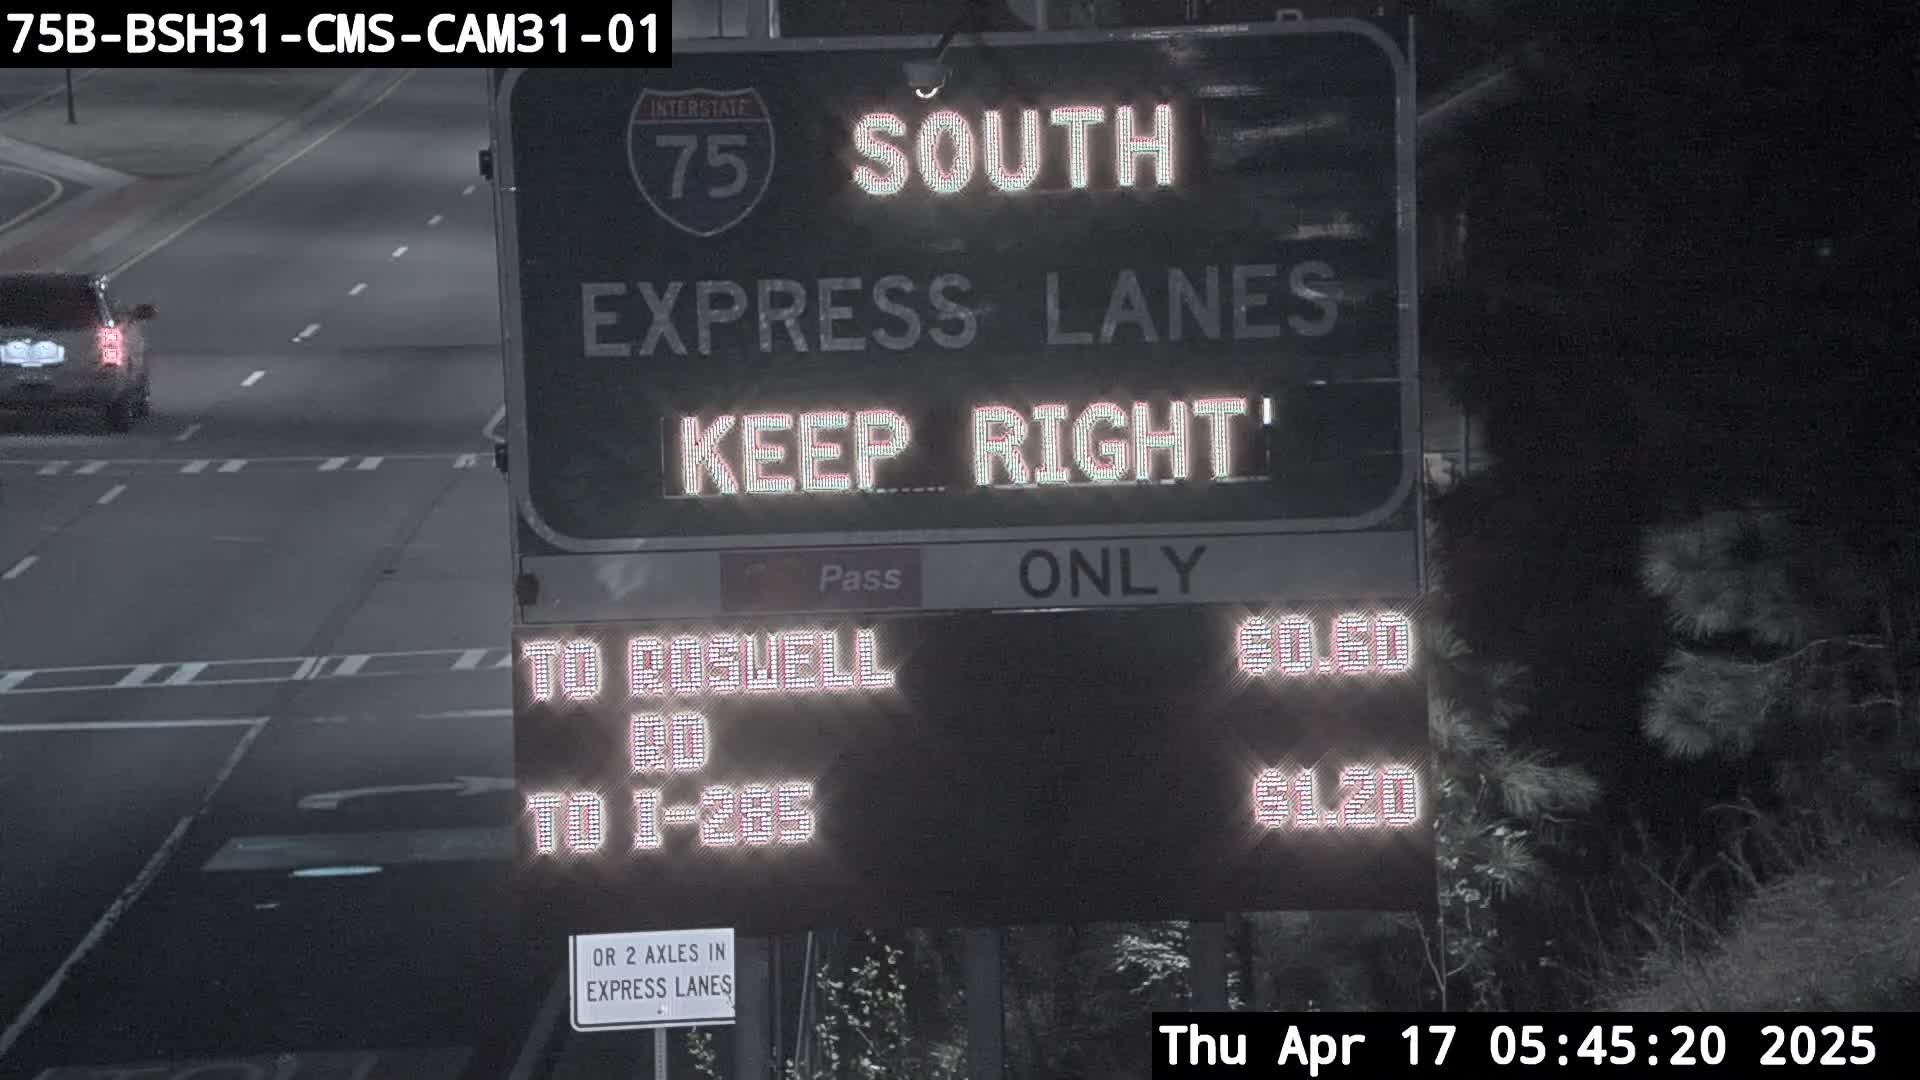 75B-BSH31-CMS-CAM31-01
INTERSTATE
75
SOUTH
EXPRESS LANES
KEEP RIGHT
Pass ONLY
TO ROSWELL $0.60
RD
TO I-285 $1.20
OR 2 AXLES IN
EXPRESS LANES
Thu Apr 17 05:45:20 2025